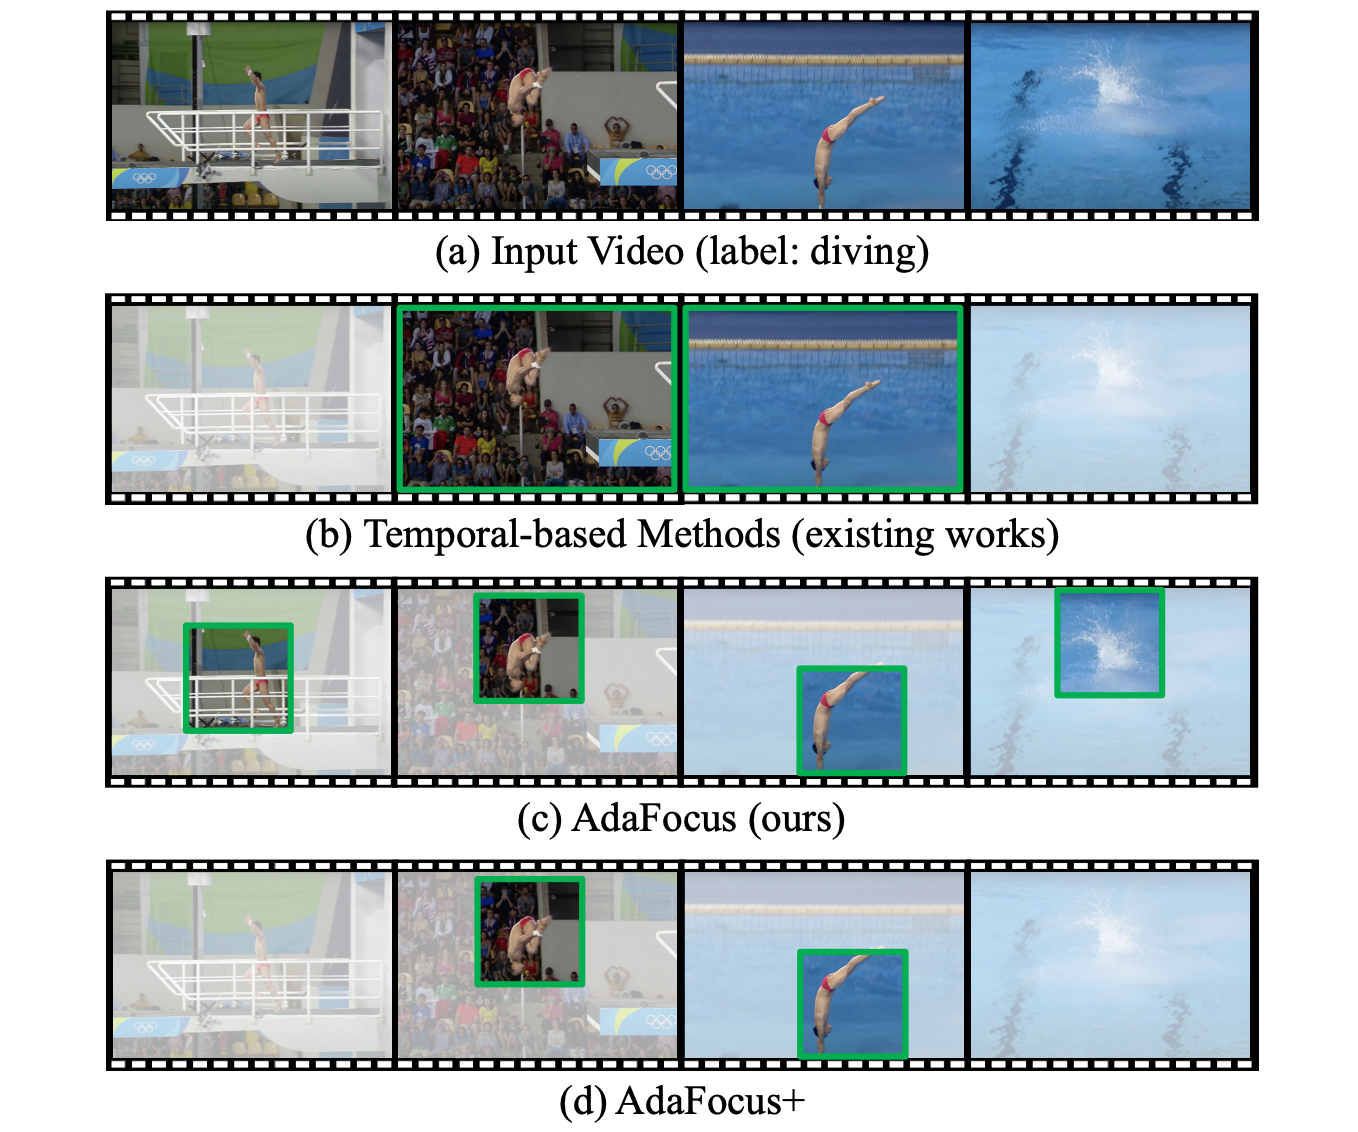 (a) Input Video (label: diving)
(b) Temporal-based Methods (existing works)
(c) AdaFocus (ours)
(d) AdaFocus+